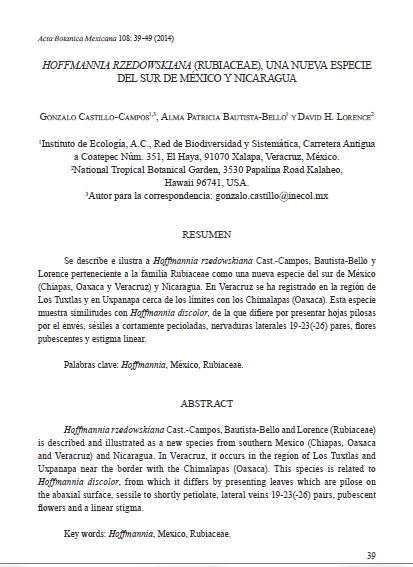 Acta Botanica Mexicana 108: 39-49 (2014)
HOFFMANNIA RZEDOWSKIANA (RUBIACEAE), UNA NUEVA ESPECIE
DEL SUR DE MÉXICO Y NICARAGUA
Gonzalo Castillo-Campos1,3, Alma Patricia Bautista-Bello1 y David H. Lorence2
1Instituto de Ecología, A.C., Red de Biodiversidad y Sistemática, Carretera Antigua
a Coatepec Núm. 351, El Haya, 91070 Xalapa, Veracruz, México.
2National Tropical Botanical Garden, 3530 Papalina Road Kalaheo,
Hawaii 96741, USA.
3Autor para la correspondencia: gonzalo.castillo@inecol.mx
RESUMEN
Se describe e ilustra a Hoffmannia rzedowskiana Cast.-Campos, Bautista-Bello y
Lorence perteneciente a la familia Rubiaceae como una nueva especie del sur de México
(Chiapas, Oaxaca y Veracruz) y Nicaragua. En Veracruz se ha registrado en la región de
Los Tuxtlas y en Uxpanapa cerca de los límites con los Chimalapas (Oaxaca). Esta especie
muestra similitudes con Hoffmannia discolor, de la que difiere por presentar hojas pilosas
por el envés, sésiles a cortamente pecioladas, nervaduras laterales 19-23(-26) pares, flores
pubescentes y estigma linear.
Palabras clave: Hoffmannia, México, Rubiaceae.
ABSTRACT
Hoffmannia rzedowskiana Cast.-Campos, Bautista-Bello and Lorence (Rubiaceae)
is described and illustrated as a new species from southern Mexico (Chiapas, Oaxaca
and Veracruz) and Nicaragua. In Veracruz, it occurs in the region of Los Tuxtlas and
Uxpanapa near the border with the Chimalapas (Oaxaca). This species is related to
Hoffmannia discolor, from which it differs by presenting leaves which are pilose on
the abaxial surface, sessile to shortly petiolate, lateral veins 19-23(-26) pairs, pubescent
flowers and a linear stigma.
Key words: Hoffmannia, Mexico, Rubiaceae.
39